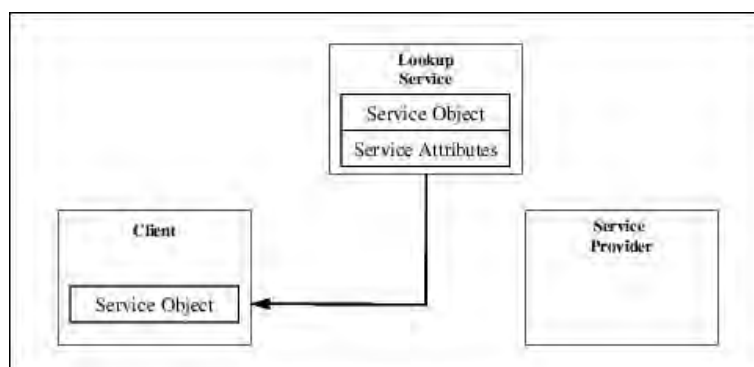 Lookup
Service
Service Object
Service Attributes
Client
Service Object
Service
Provider